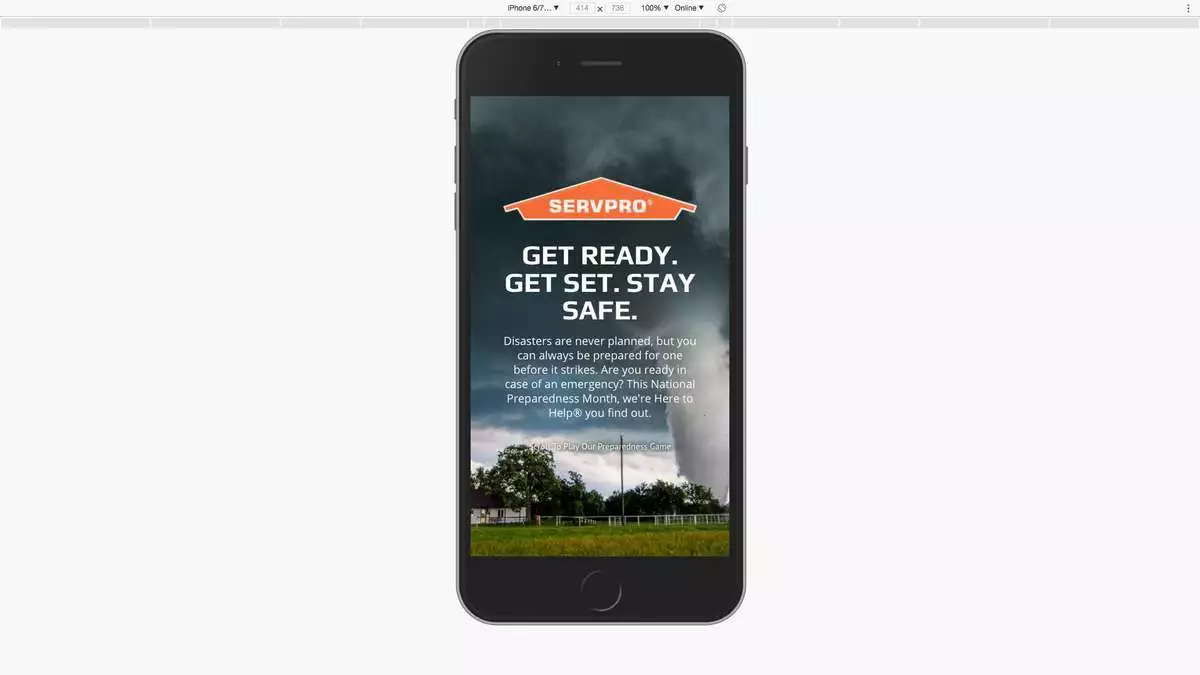 iPhone 6/7... ▼ 414 x 736 100% ▼ Online ▼
SERVPRO®
GET READY.
GET SET. STAY
SAFE.
Disasters are never planned, but you
can always be prepared for one
before it strikes. Are you ready in
case of an emergency? This National
Preparedness Month, we're Here to
Help® you find out.
Scroll To Play Our Preparedness Game